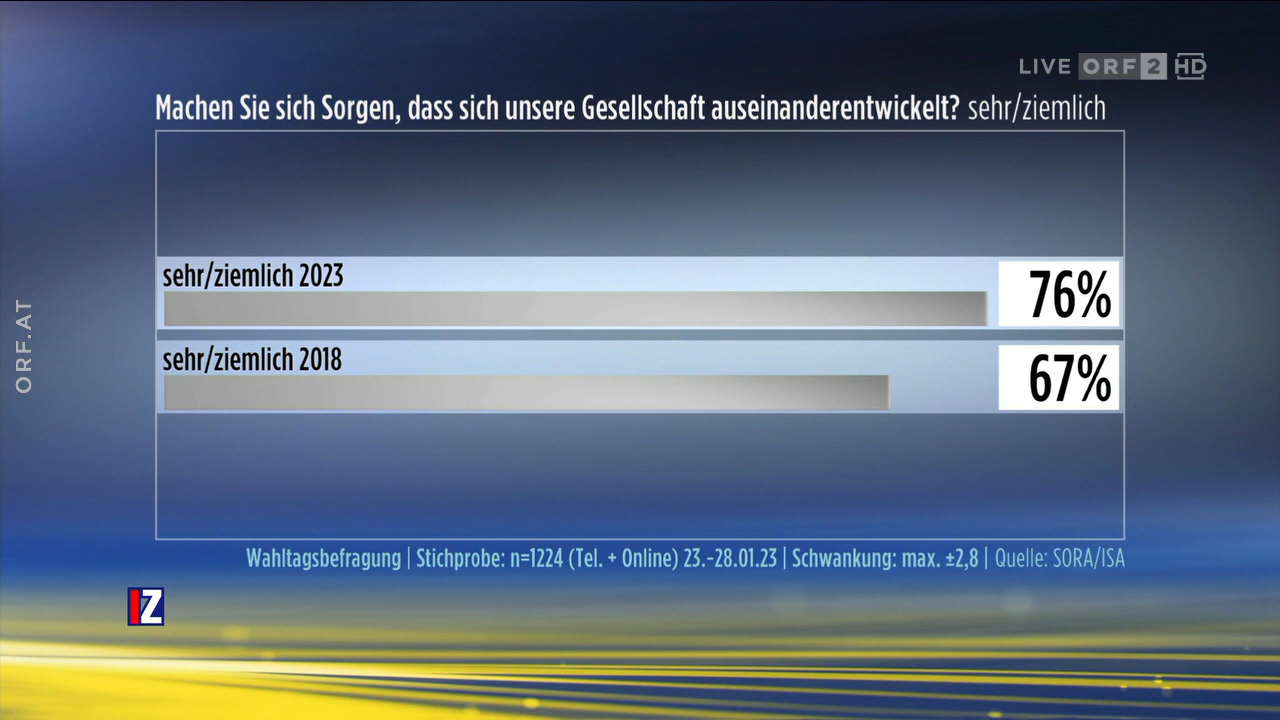 LIVE ORF 2 HD
Machen Sie sich Sorgen, dass sich unsere Gesellschaft auseinanderentwickelt? sehr/ziemlich
sehr/ziemlich 2023
76%
sehr/ziemlich 2018
67%
ORF.AT
Wahltagsbefragung | Stichprobe: n=1224 (Tel. + Online) 23.-28.01.23 | Schwankung: max. ±2,8 | Quelle: SORA/ISA
IZ